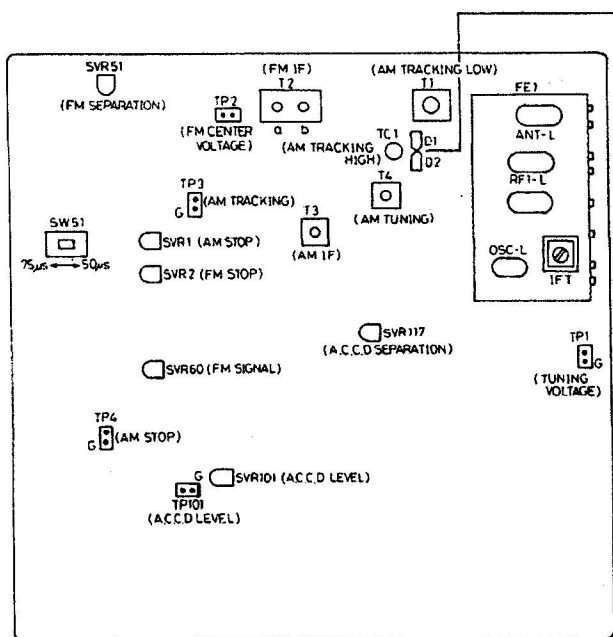 SVR51
(FM SEPARATION)
TP2
(FM CENTER
VOLTAGE)
(FM IF)
T2
a b
(AM TRACKING LOW)
T1
TC1
(AM TRACKING
HIGH)
D1
D2
FE1
ANT-L
RF1-L
OSC-L
IFT
T4
(AM TUNING)
TP3
G
(AM TRACKING)
T3
(AM IF)
SW51
75µs ↔ 50µs
SVR1 (AM STOP)
SVR2 (FM STOP)
SVR117
(A.C.C.D SEPARATION)
TP1
G
(TUNING
VOLTAGE)
SVR60 (FM SIGNAL)
TP4
G
(AM STOP)
G
SVR101 (A.C.C.D LEVEL)
TP101
(A.C.C.D LEVEL)